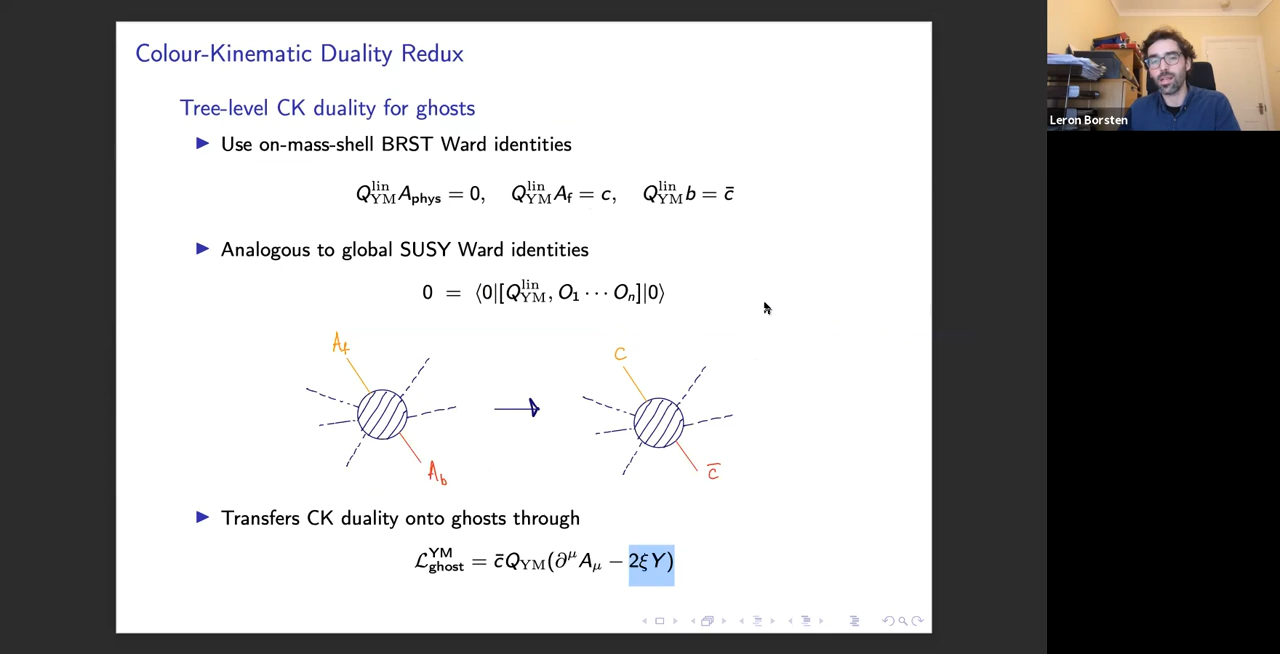 Colour-Kinematic Duality Redux
Tree-level CK duality for ghosts
▶ Use on-mass-shell BRST Ward identities
Q^lin_YM A_phys = 0, Q^lin_YM A_f = c, Q^lin_YM b = c̄
▶ Analogous to global SUSY Ward identities
0 = ⟨0|[Q^lin_YM, O_1 ⋯ O_n]|0⟩
A_f
c
A_b
c̄
▶ Transfers CK duality onto ghosts through
ℒ^YM_ghost = c̄Q_YM(∂^μ A_μ − 2ξY)
Leron Borsten